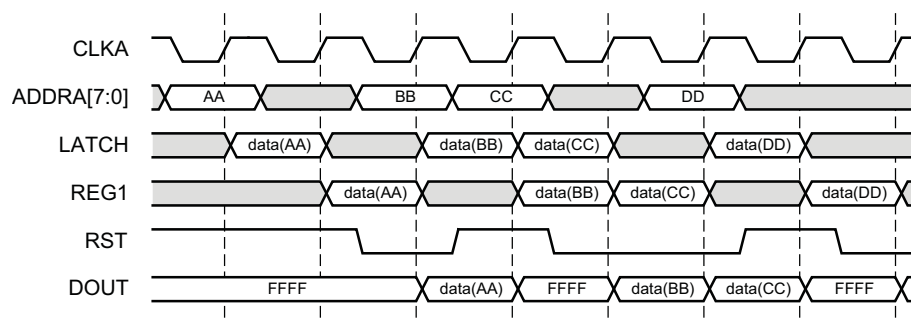 CLKA
ADDRA[7:0] AA BB CC DD
LATCH data(AA) data(BB) data(CC) data(DD)
REG1 data(AA) data(BB) data(CC) data(DD)
RST
DOUT FFFF data(AA) FFFF data(BB) data(CC) FFFF